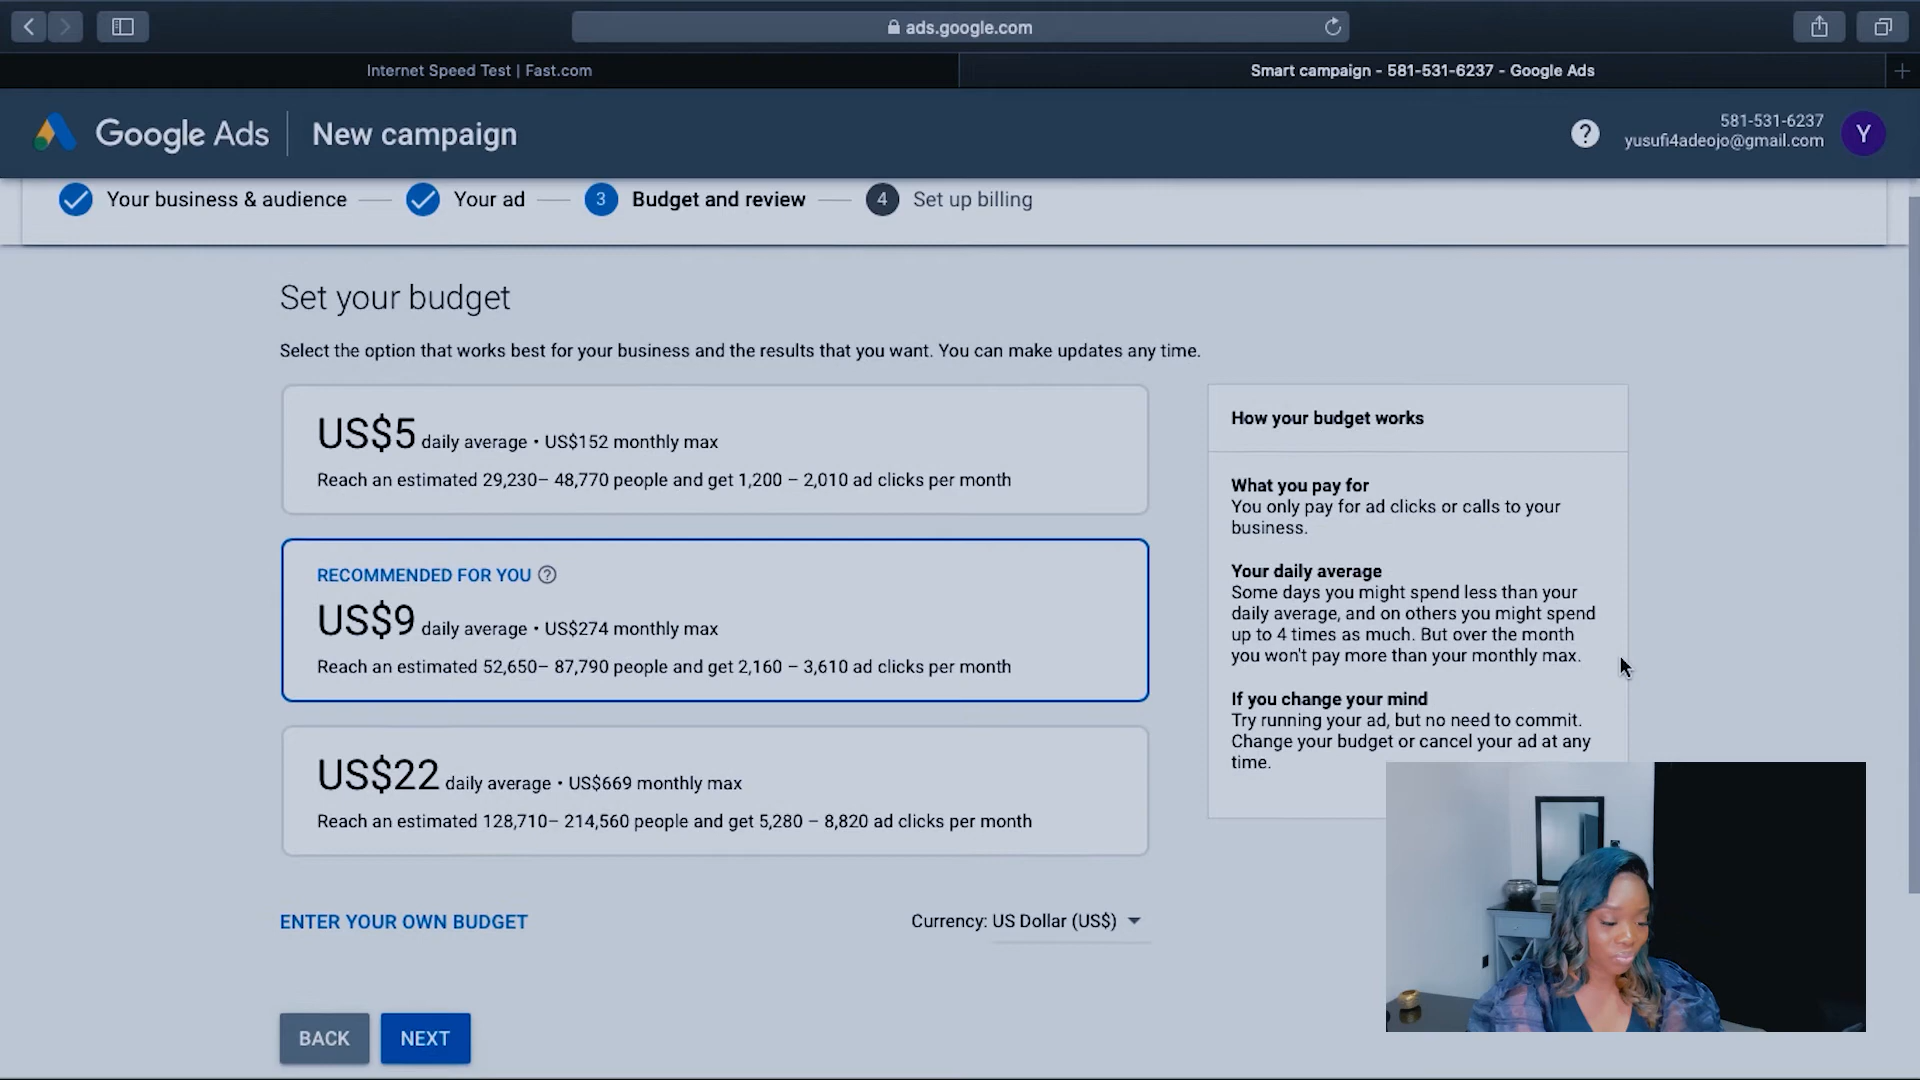 ads.google.com
Internet Speed Test | Fast.com
Smart campaign - 581-531-6237 - Google Ads
Google Ads
New campaign
?
581-531-6237
yusufi4adeojo@gmail.com
Y
Your business & audience
Your ad
3
Budget and review
4
Set up billing
Set your budget
Select the option that works best for your business and the results that you want. You can make updates any time.
US$5 daily average • US$152 monthly max
Reach an estimated 29,230– 48,770 people and get 1,200 – 2,010 ad clicks per month
RECOMMENDED FOR YOU ?
US$9 daily average • US$274 monthly max
Reach an estimated 52,650– 87,790 people and get 2,160 – 3,610 ad clicks per month
US$22 daily average • US$669 monthly max
Reach an estimated 128,710– 214,560 people and get 5,280 – 8,820 ad clicks per month
ENTER YOUR OWN BUDGET
Currency: US Dollar (US$)
BACK
NEXT
How your budget works
What you pay for
You only pay for ad clicks or calls to your
business.
Your daily average
Some days you might spend less than your
daily average, and on others you might spend
up to 4 times as much. But over the month
you won't pay more than your monthly max.
If you change your mind
Try running your ad, but no need to commit.
Change your budget or cancel your ad at any
time.